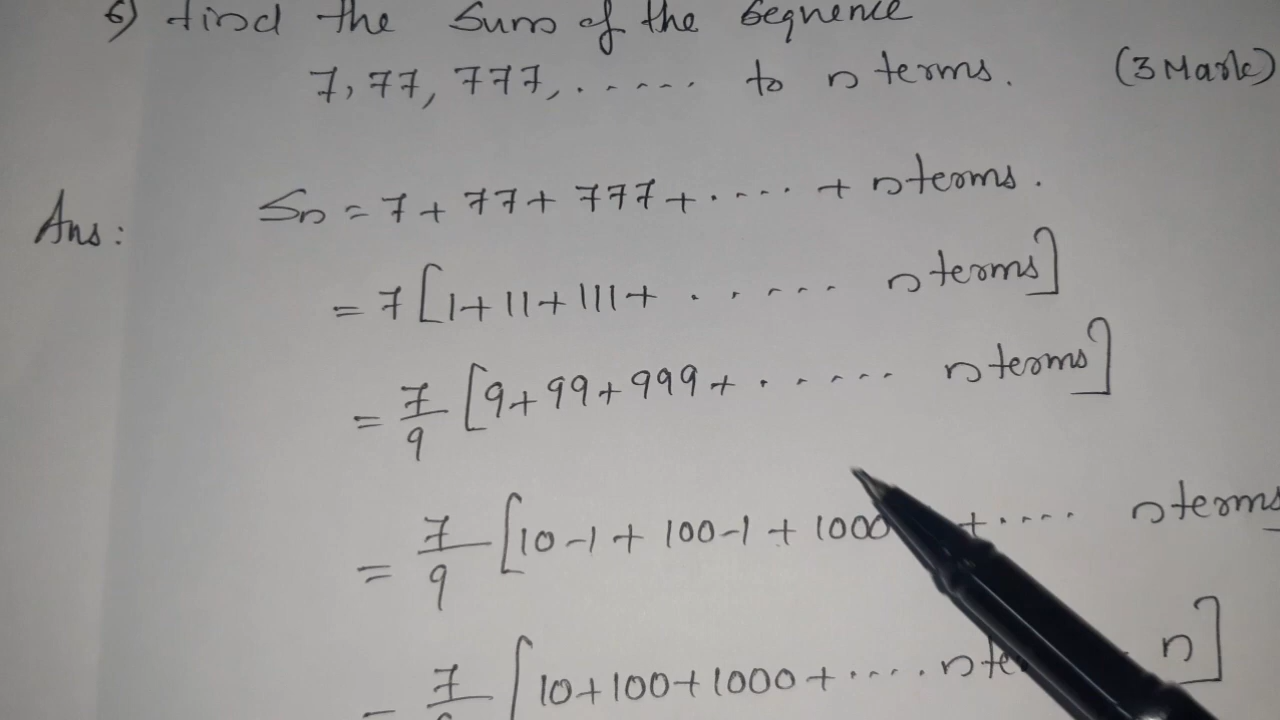 6) find the sum of the sequence
7, 77, 777, ...... to n terms. (3 Mark)
Ans: Sn = 7 + 77 + 777 + ..... + n terms.
= 7 [1 + 11 + 111 + ...... n terms]
= 7/9 [9 + 99 + 999 + ...... n terms]
= 7/9 [10-1 + 100-1 + 1000 + .... n terms
= 7 [10 + 100 + 1000 + .... n n]